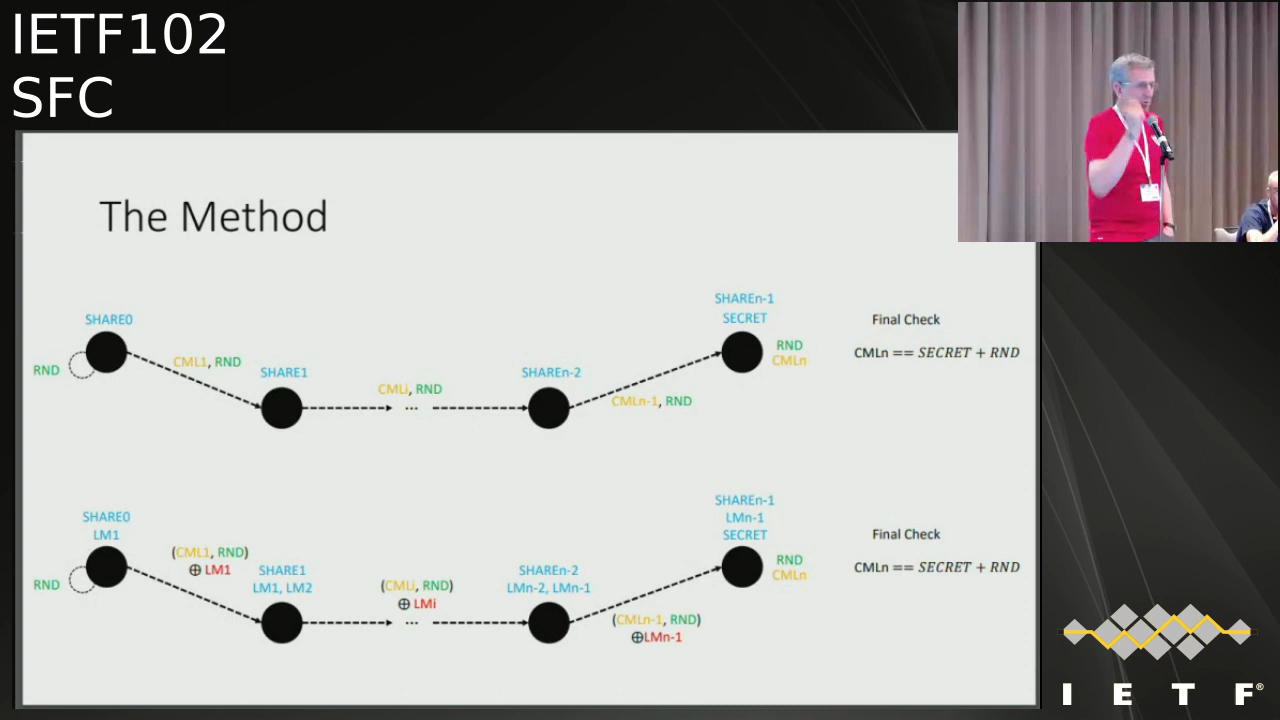 IETF102
SFC
The Method
SHARE0
RND
CML1, RND
SHARE1
CMLi, RND
...
SHAREn-2
CMLn-1, RND
SHAREn-1
SECRET
RND
CMLn
Final Check
CMLn == SECRET + RND
SHARE0
LM1
RND
(CML1, RND)
⊕ LM1
SHARE1
LM1, LM2
(CMLi, RND)
⊕ LMi
...
SHAREn-2
LMn-2, LMn-1
(CMLn-1, RND)
⊕LMn-1
SHAREn-1
LMn-1
SECRET
RND
CMLn
Final Check
CMLn == SECRET + RND
I E T F®